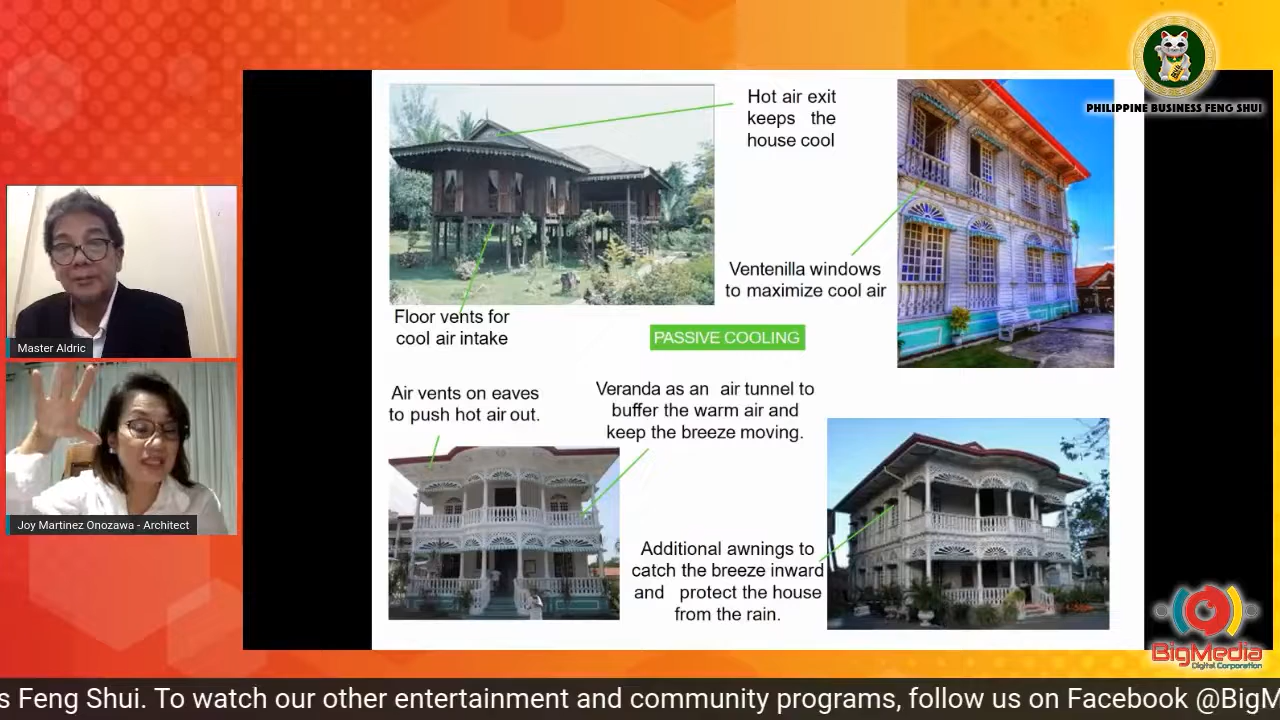 PHILIPPINE BUSINESS FENG SHUI
Hot air exit
keeps the
house cool
Ventenilla windows
to maximize cool air
Floor vents for
cool air intake
PASSIVE COOLING
Air vents on eaves
to push hot air out.
Veranda as an air tunnel to
buffer the warm air and
keep the breeze moving.
Additional awnings to
catch the breeze inward
and protect the house
from the rain.
Master Aldric
Joy Martinez Onozawa - Architect
BigMedia
Digital Corporation
s Feng Shui. To watch our other entertainment and community programs, follow us on Facebook @BigM